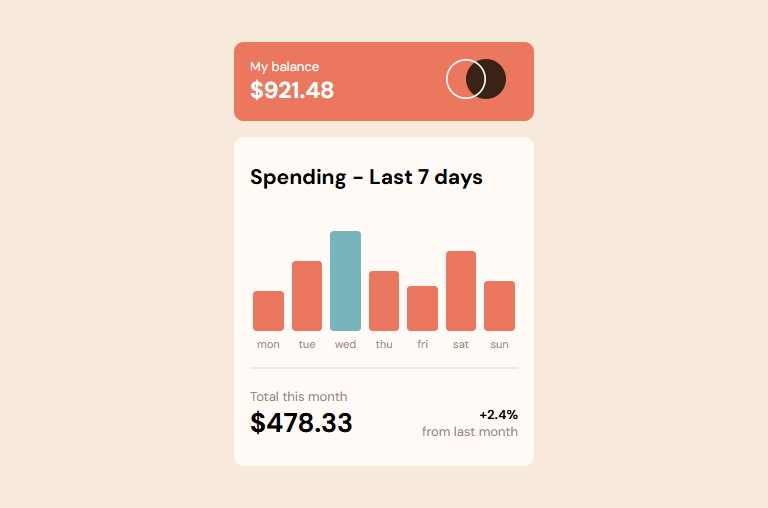 My balance
$921.48
Spending - Last 7 days
mon tue wed thu fri sat sun
Total this month
$478.33
+2.4%
from last month